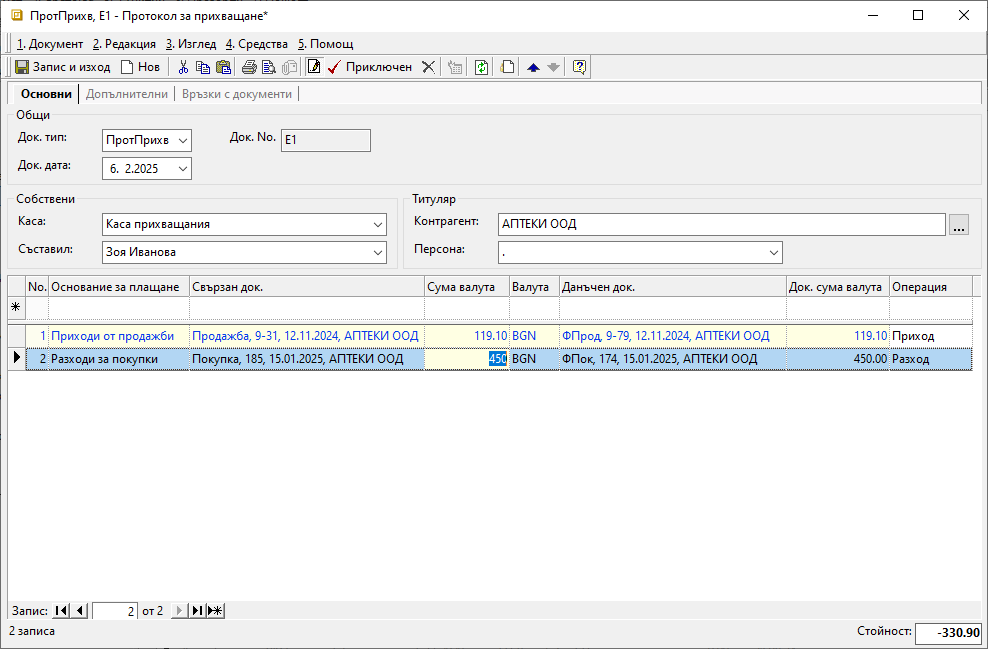 ПротПрихв, E1 - Протокол за прихващане*
1. Документ 2. Редакция 3. Изглед 4. Средства 5. Помощ
Запис и изход Нов Приключен
Основни Допълнителни Връзки с документи
Общи
Док. тип: ПротПрихв Док. No. E1
Док. дата: 6. 2.2025
Собствени Титуляр
Каса: Каса прихващания Контрагент: АПТЕКИ ООД ...
Съставил: Зоя Иванова Персона: .
No. Основание за плащане Свързан док. Сума валута Валута Данъчен док. Док. сума валута Операция
1 Приходи от продажби Продажба, 9-31, 12.11.2024, АПТЕКИ ООД 119.10 BGN ФПрод, 9-79, 12.11.2024, АПТЕКИ ООД 119.10 Приход
2 Разходи за покупки Покупка, 185, 15.01.2025, АПТЕКИ ООД 450 BGN ФПок, 174, 15.01.2025, АПТЕКИ ООД 450.00 Разход
Запис: 2 от 2
2 записа Стойност: -330.90